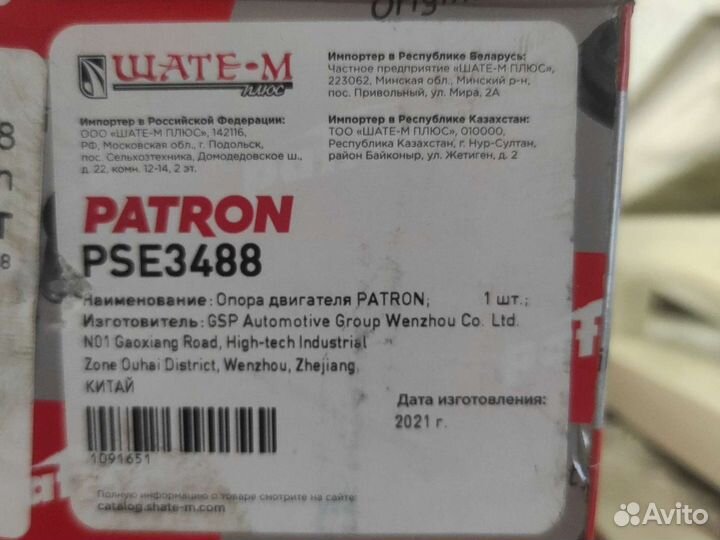 Origin
ШАТЕ-М
ПЛЮС
Импортер в Республике Беларусь:
Частное предприятие «ШАТЕ-М ПЛЮС»,
223062, Минская обл., Минский р-н,
пос. Привольный, ул. Мира, 2А
Импортер в Российской Федерации:
ООО «ШАТЕ-М ПЛЮС», 142116,
РФ, Московская обл., г. Подольск,
пос. Сельхозтехника, Домодедовское ш.,
д. 22, комн. 12-14, 2 эт.
Импортер в Республике Казахстан:
ТОО «ШАТЕ-М ПЛЮС», 010000,
Республика Казахстан, г. Нур-Султан,
район Байконыр, ул. Жетиген, д. 2
PATRON
PSE3488
Наименование: Опора двигателя PATRON; 1 шт.;
Изготовитель: GSP Automotive Group Wenzhou Co. Ltd.
N01 Gaoxiang Road, High-tech Industrial
Zone Ouhai District, Wenzhou, Zhejiang,
КИТАЙ
1091651
Дата изготовления:
2021 г.
Полную информацию о товаре смотрите на сайте:
catalog.shate-m.com
Avito